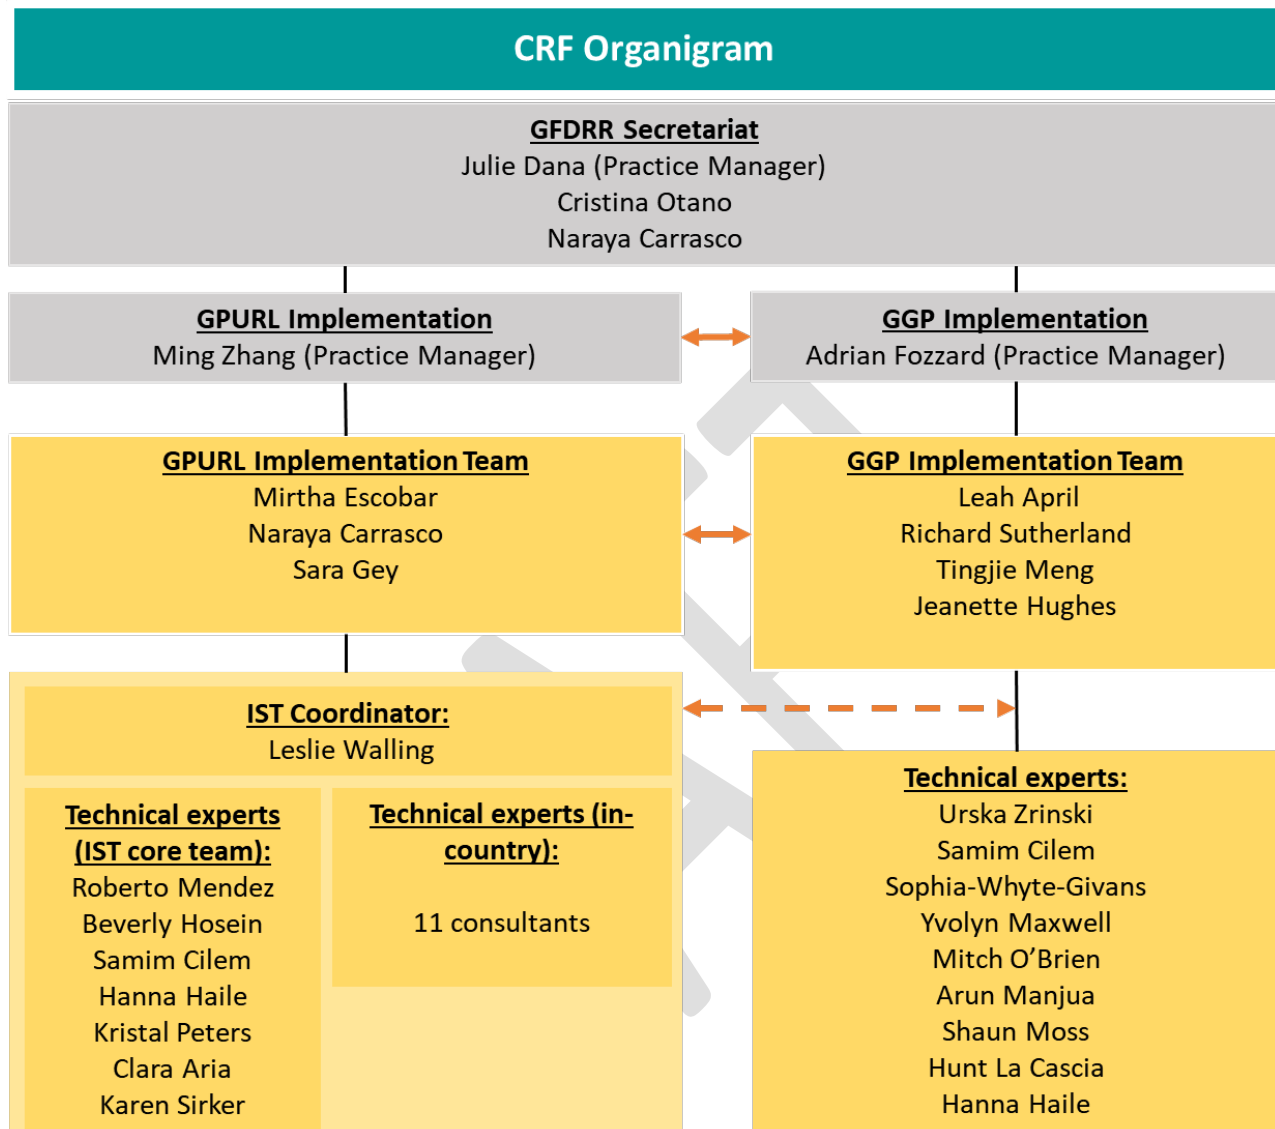 CRF Organigram
GFDRR Secretariat
Julie Dana (Practice Manager)
Cristina Otano
Naraya Carrasco
GPURL Implementation
Ming Zhang (Practice Manager)
GGP Implementation
Adrian Fozzard (Practice Manager)
GPURL Implementation Team
Mirtha Escobar
Naraya Carrasco
Sara Gey
GGP Implementation Team
Leah April
Richard Sutherland
Tingjie Meng
Jeanette Hughes
IST Coordinator:
Leslie Walling
Technical experts
(IST core team):
Roberto Mendez
Beverly Hosein
Samim Cilem
Hanna Haile
Kristal Peters
Clara Aria
Karen Sirker
Technical experts (in-
country):
11 consultants
Technical experts:
Urska Zrinski
Samim Cilem
Sophia-Whyte-Givans
Yvolyn Maxwell
Mitch O’Brien
Arun Manjua
Shaun Moss
Hunt La Cascia
Hanna Haile